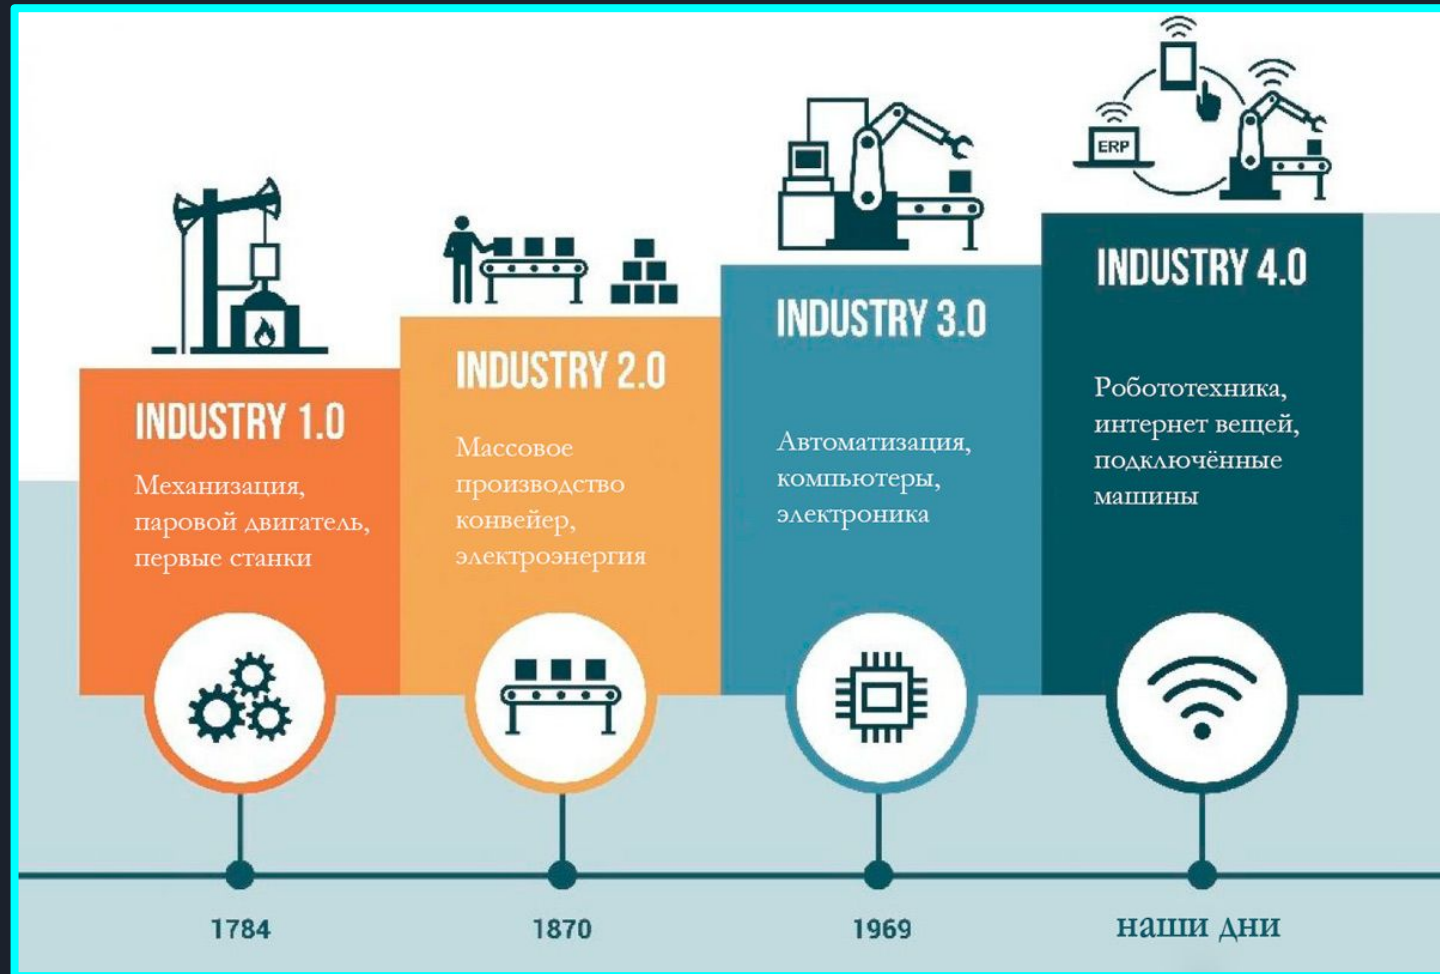 ERP
INDUSTRY 1.0
Механизация,
паровой двигатель,
первые станки
INDUSTRY 2.0
Массовое
производство
конвейер,
электроэнергия
INDUSTRY 3.0
Автоматизация,
компьютеры,
электроника
INDUSTRY 4.0
Робототехника,
интернет вещей,
подключённые
машины
1784
1870
1969
наши дни